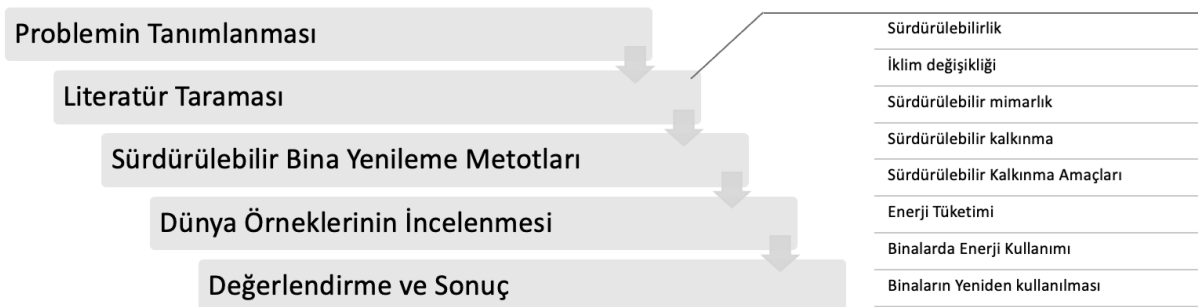 Problemin Tanımlanması
Literatür Taraması
Sürdürülebilir Bina Yenileme Metotları
Dünya Örneklerinin İncelenmesi
Değerlendirme ve Sonuç
Sürdürülebilirlik
İklim değişikliği
Sürdürülebilir mimarlık
Sürdürülebilir kalkınma
Sürdürülebilir Kalkınma Amaçları
Enerji Tüketimi
Binalarda Enerji Kullanımı
Binaların Yeniden kullanılması